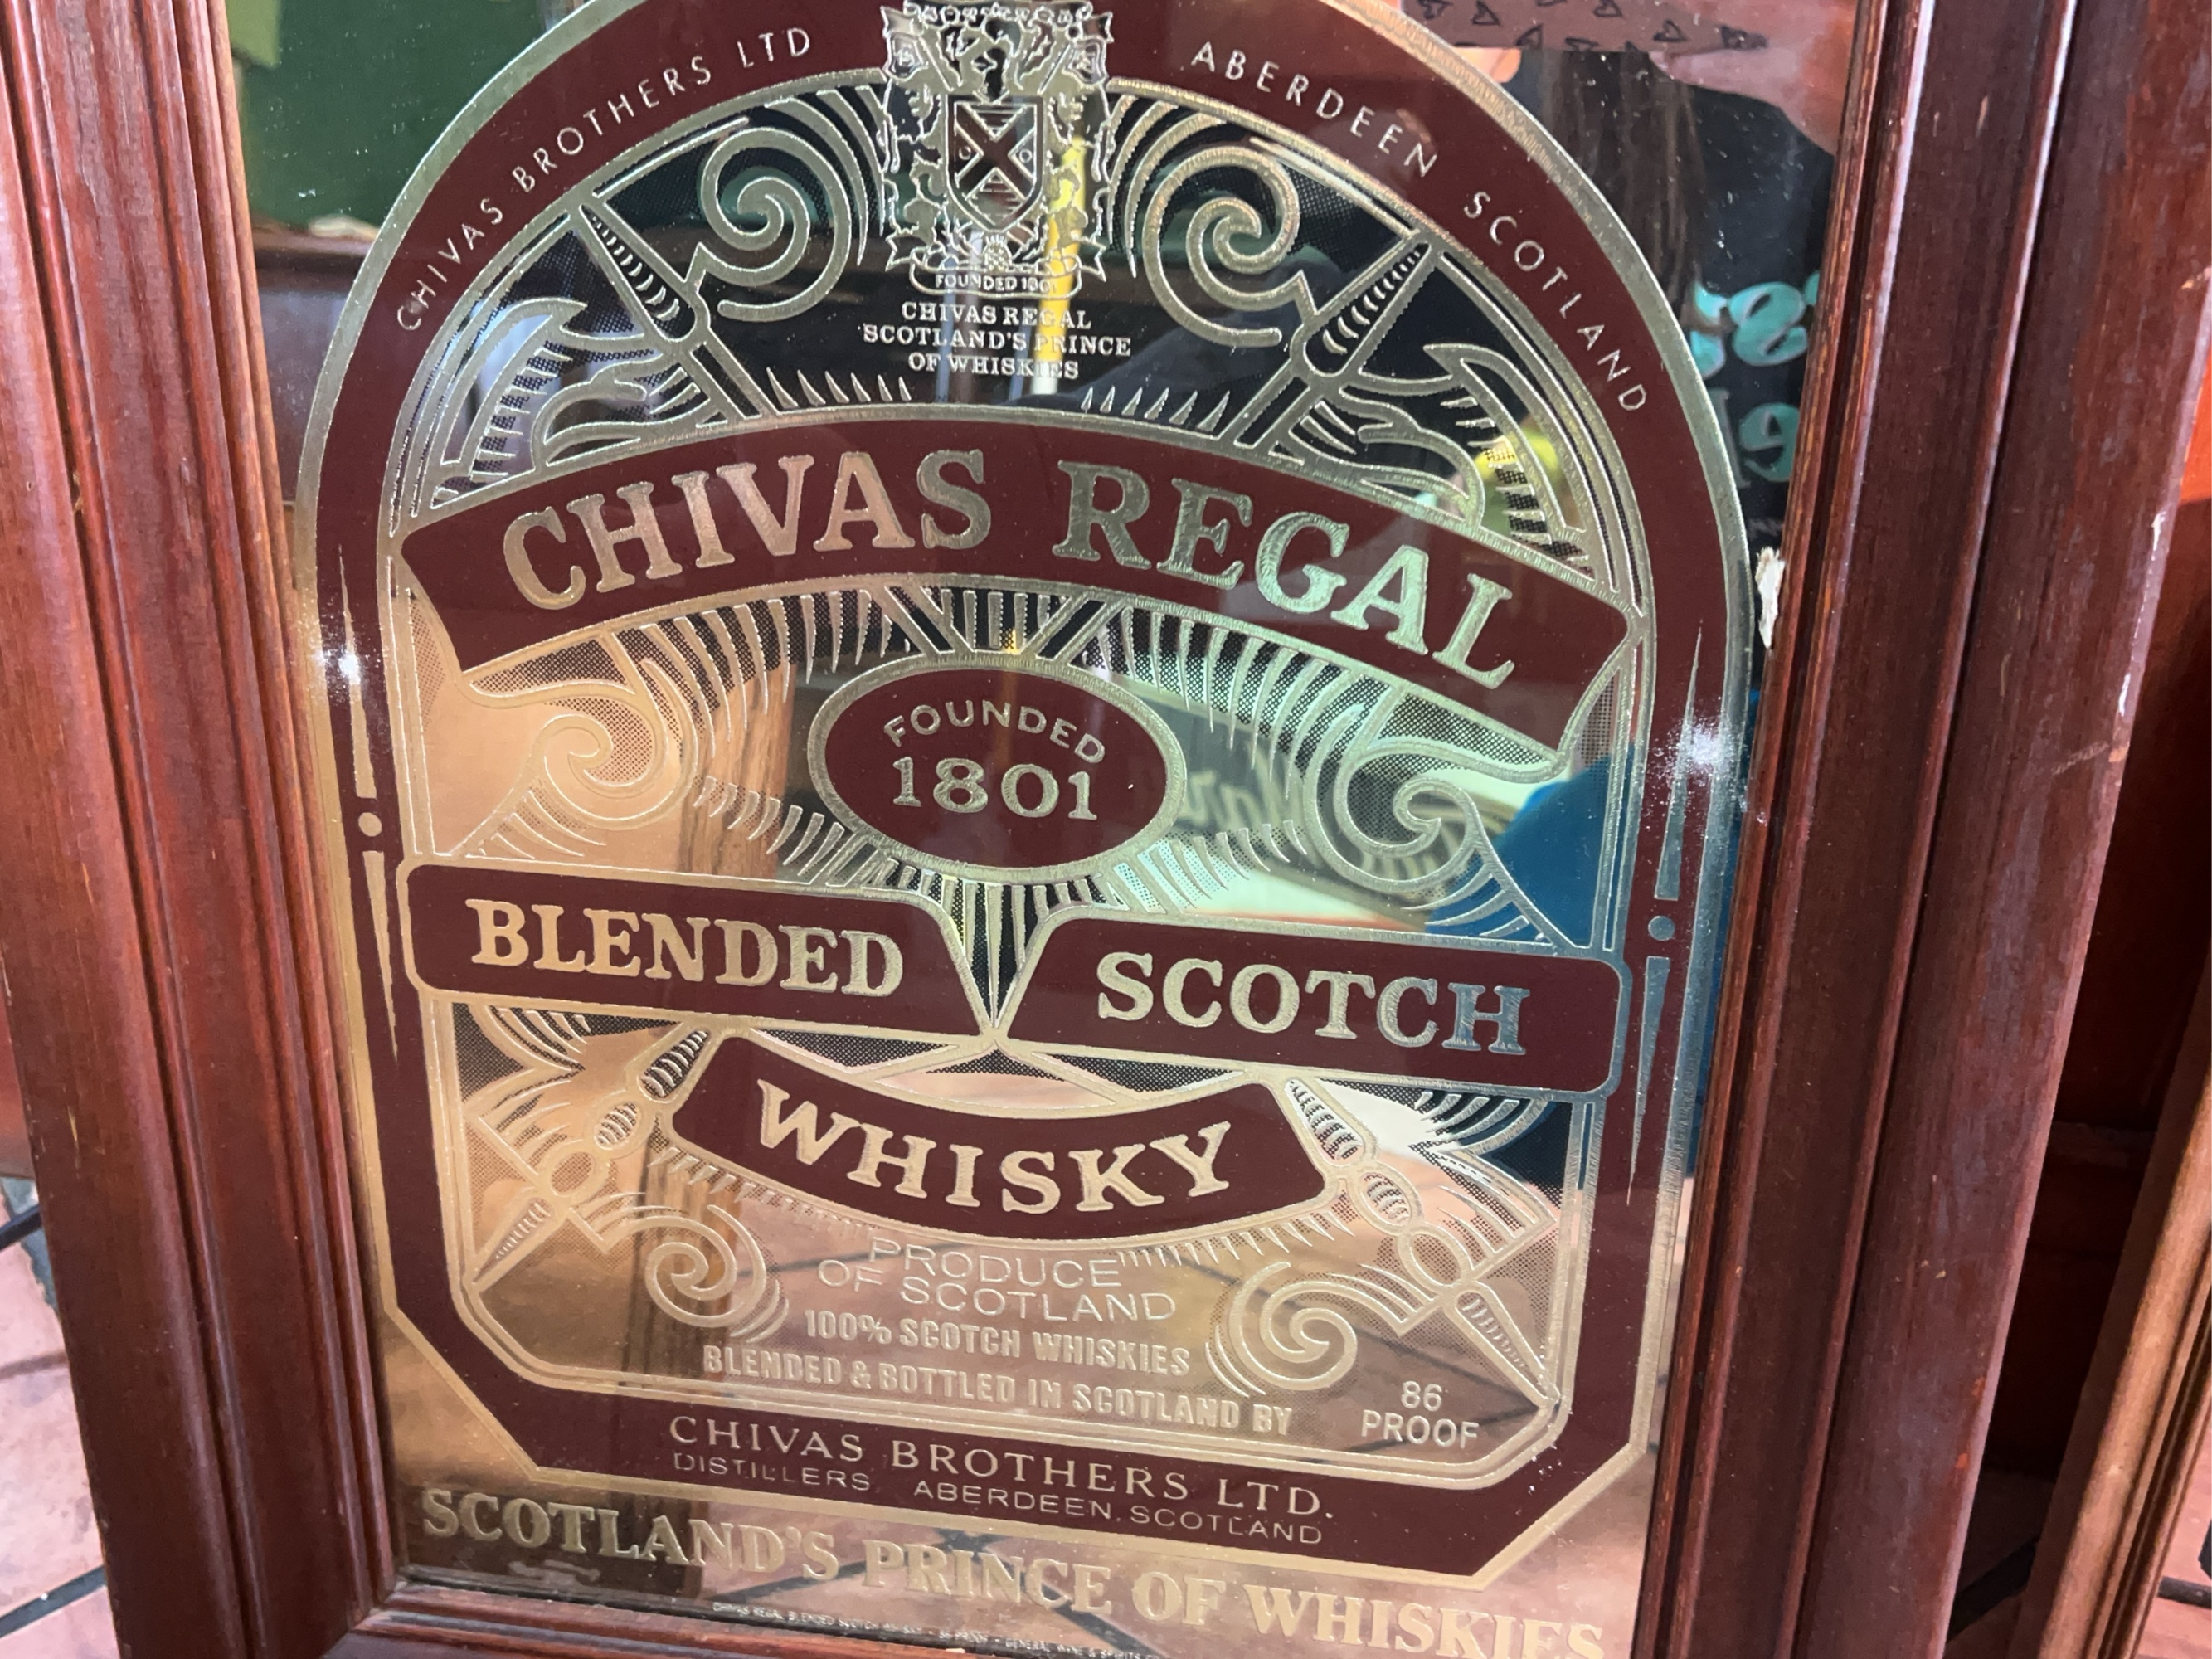 CHIVAS BROTHERS LTD ABERDEEN SCOTLAND
FOUNDED 1801
CHIVAS REGAL
SCOTLAND'S PRINCE
OF WHISKIES
CHIVAS REGAL
FOUNDED
1801
BLENDED SCOTCH
WHISKY
PRODUCE
OF SCOTLAND
100% SCOTCH WHISKIES
BLENDED & BOTTLED IN SCOTLAND BY
86
PROOF
CHIVAS BROTHERS LTD.
DISTILLERS, ABERDEEN, SCOTLAND
SCOTLAND'S PRINCE OF WHISKIES